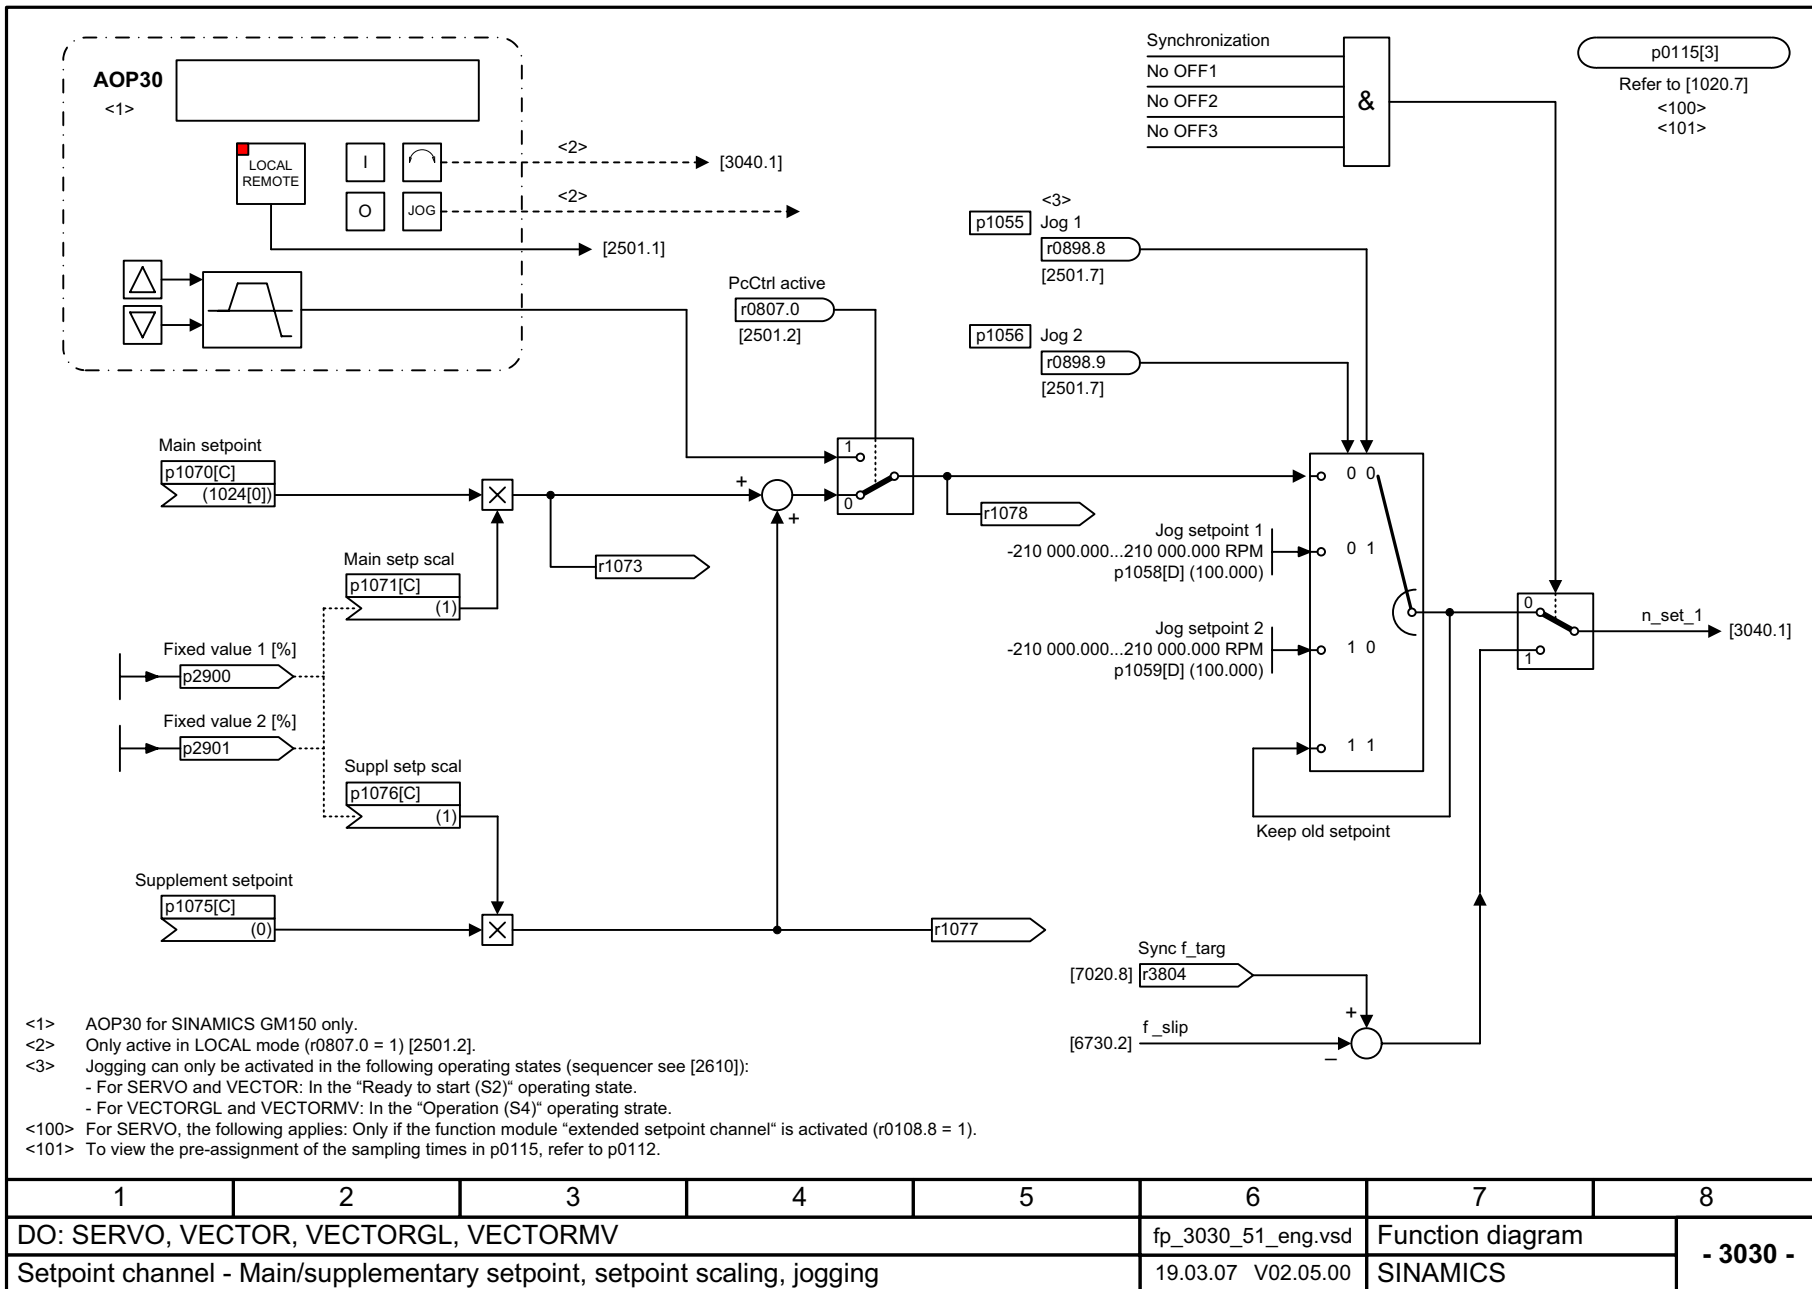 AOP30
<1>
LOCAL
REMOTE
I
O
JOG
<2>
[3040.1]
<2>
[2501.1]
Synchronization
No OFF1
No OFF2
No OFF3
&
p0115[3]
Refer to [1020.7]
<100>
<101>
<3>
p1055 Jog 1
r0898.8
[2501.7]
PcCtrl active
r0807.0
[2501.2]
p1056 Jog 2
r0898.9
[2501.7]
Main setpoint
p1070[C]
(1024[0])
+
+
1
0
r1078
r1073
Main setp scal
p1071[C]
(1)
Fixed value 1 [%]
p2900
Fixed value 2 [%]
p2901
Suppl setp scal
p1076[C]
(1)
Supplement setpoint
p1075[C]
(0)
r1077
0 0
Jog setpoint 1
-210 000.000...210 000.000 RPM
p1058[D] (100.000)
0 1
Jog setpoint 2
-210 000.000...210 000.000 RPM
p1059[D] (100.000)
1 0
1 1
Keep old setpoint
0
1
n_set_1
[3040.1]
Sync f_targ
[7020.8] r3804
+
f _slip
[6730.2]
–
<1> AOP30 for SINAMICS GM150 only.
<2> Only active in LOCAL mode (r0807.0 = 1) [2501.2].
<3> Jogging can only be activated in the following operating states (sequencer see [2610]):
- For SERVO and VECTOR: In the “Ready to start (S2)“ operating state.
- For VECTORGL and VECTORMV: In the “Operation (S4)“ operating strate.
<100> For SERVO, the following applies: Only if the function module “extended setpoint channel“ is activated (r0108.8 = 1).
<101> To view the pre-assignment of the sampling times in p0115, refer to p0112.
1 2 3 4 5 6 7 8
DO: SERVO, VECTOR, VECTORGL, VECTORMV
fp_3030_51_eng.vsd
Function diagram
- 3030 -
Setpoint channel - Main/supplementary setpoint, setpoint scaling, jogging
19.03.07 V02.05.00
SINAMICS